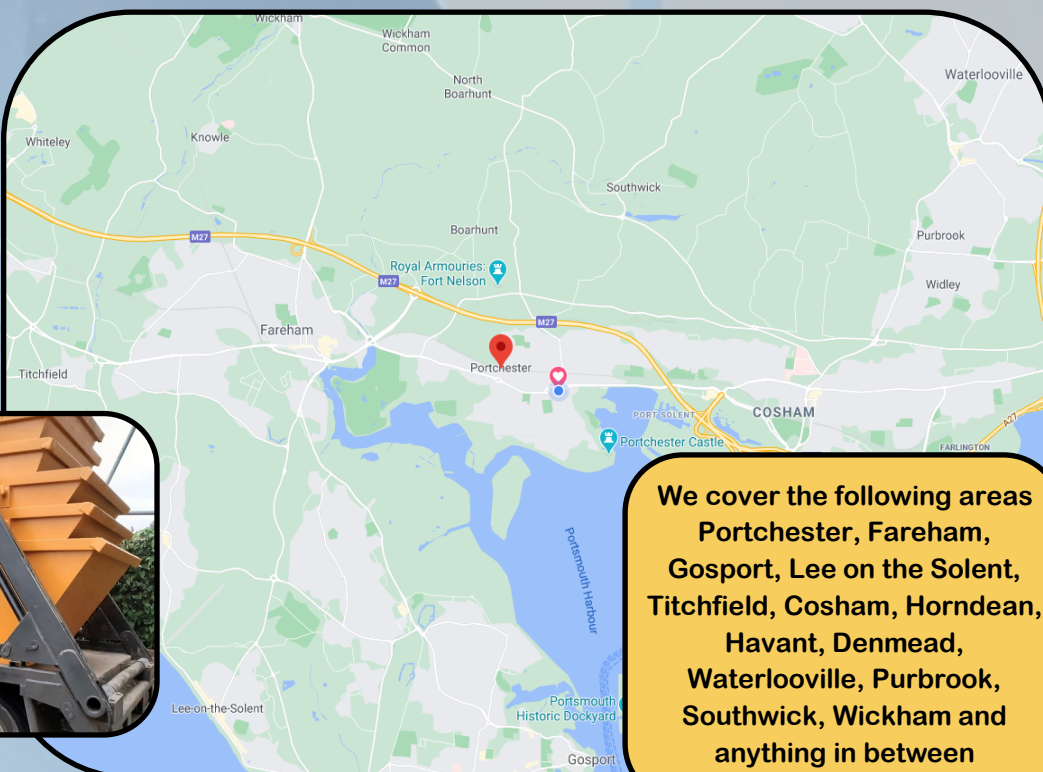 Wickham
Wickham
Common
North
Boarhunt
Waterlooville
Whiteley
Knowle
Southwick
M27
Boarhunt
Purbrook
Royal Armouries:
Fort Nelson
M27
Widley
M27
Fareham
Portchester
Titchfield
PORT SOLENT
COSHAM
A27
Portchester Castle
FARLINGTON
We cover the following areas
Portchester, Fareham,
Gosport, Lee on the Solent,
Titchfield, Cosham, Horndean,
Havant, Denmead,
Waterlooville, Purbrook,
Southwick, Wickham and
anything in between
Portsmouth Harbour
Lee-on-the-Solent
Portsmouth
Historic Dockyard
Gosport